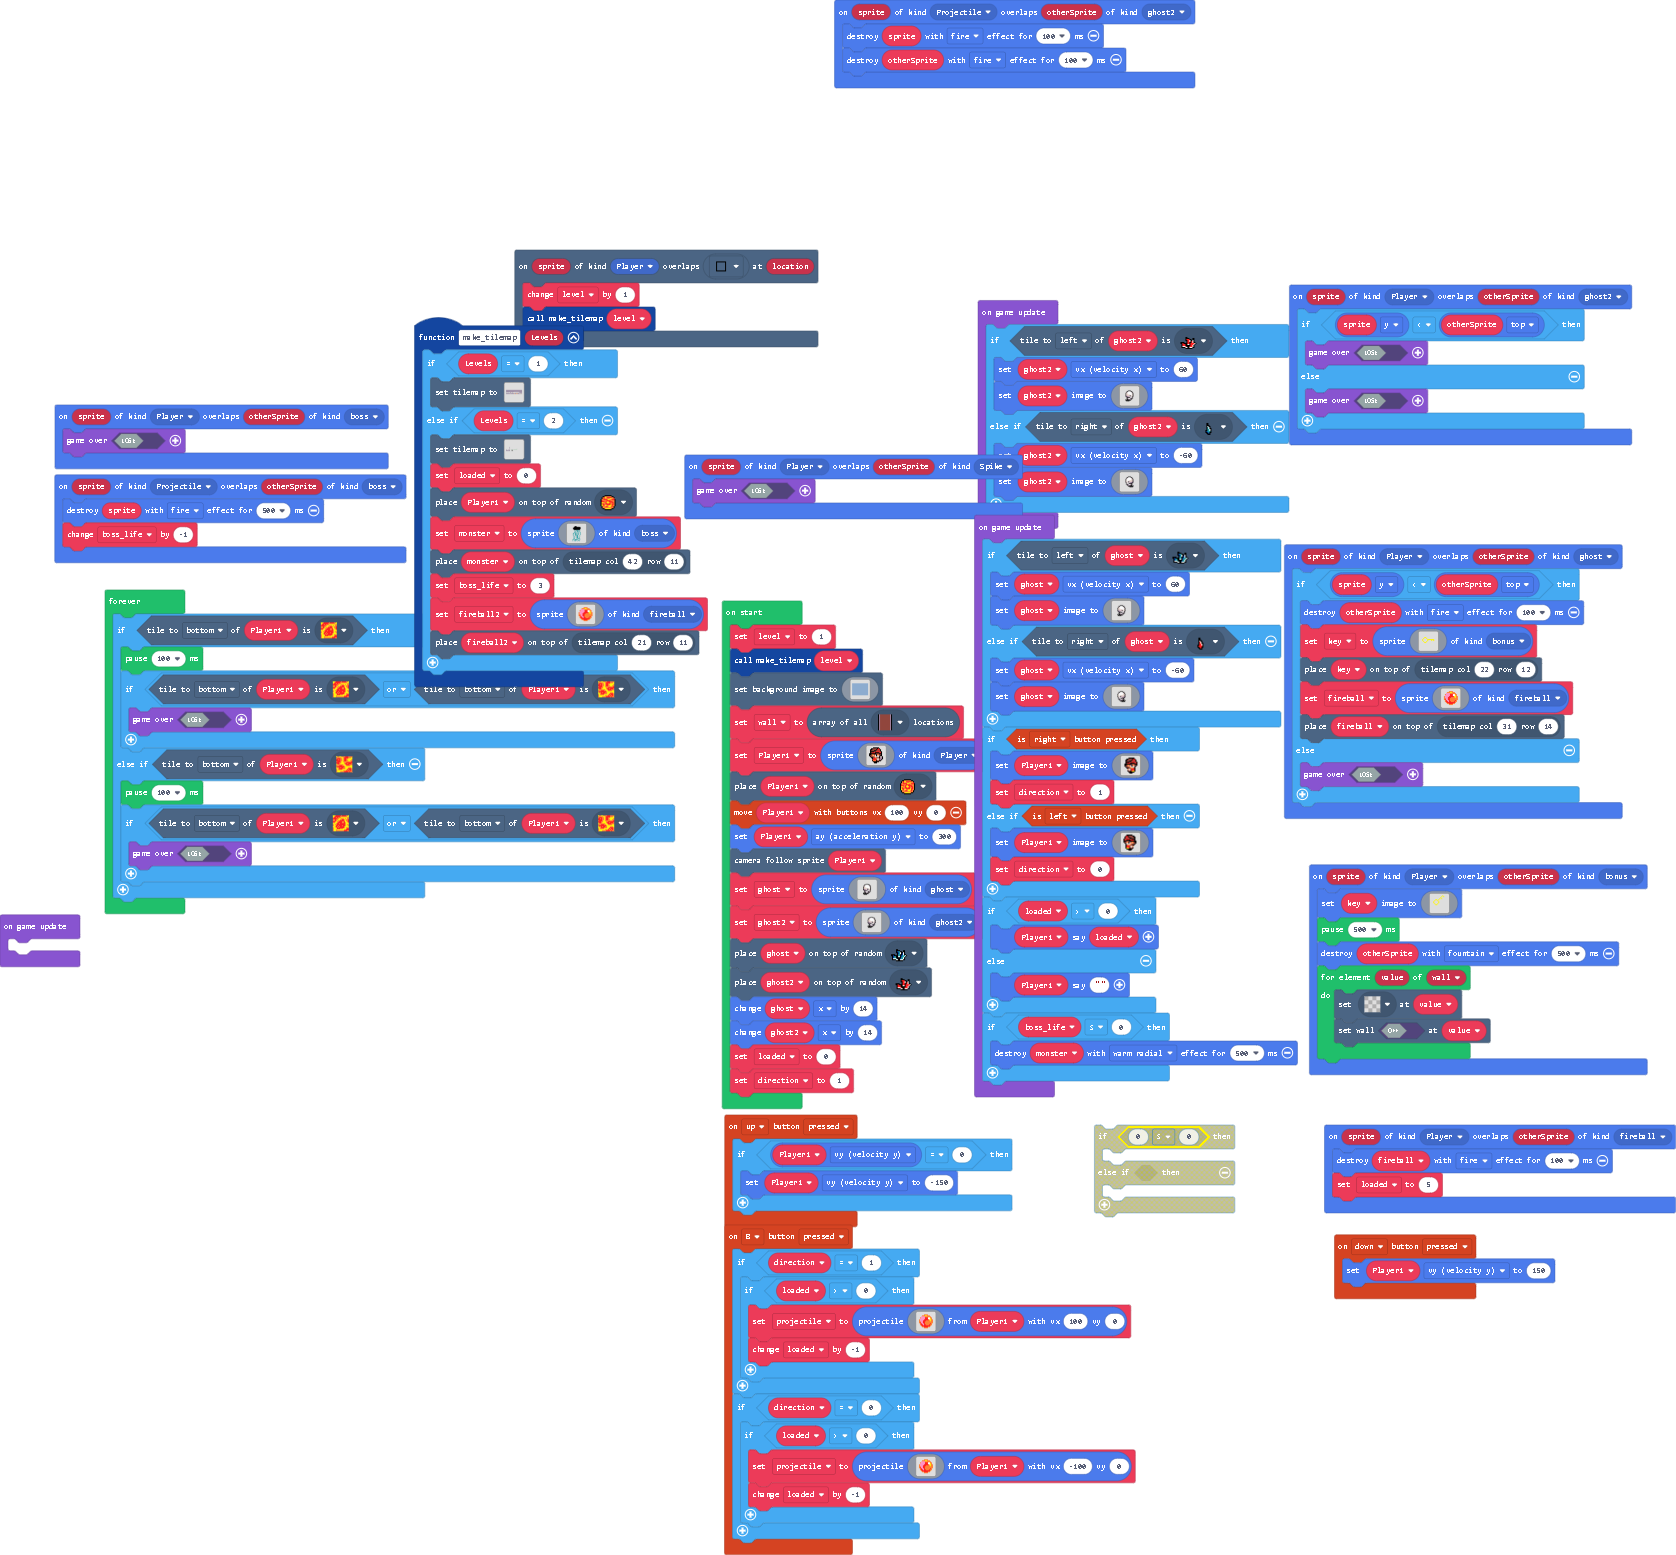 on sprite of kind Projectile overlaps otherSprite of kind ghost2
destroy sprite with fire effect for 100 ms
destroy otherSprite with fire effect for 100 ms
on sprite of kind Player overlaps at location
change level by 1
call make_tilemap level
function make_tilemap Levels
if Levels = 1 then
set tilemap to
else if Levels = 2 then
set tilemap to
set loaded to 0
place Player1 on top of random
set monster to sprite of kind boss
place monster on top of tilemap col 42 row 11
set boss_life to 3
set fireball2 to sprite of kind fireball
place fireball2 on top of tilemap col 21 row 11
on sprite of kind Player overlaps otherSprite of kind boss
game over LOSE
on sprite of kind Projectile overlaps otherSprite of kind boss
destroy sprite with fire effect for 500 ms
change boss_life by -1
forever
if tile to bottom of Player1 is then
pause 100 ms
if tile to bottom of Player1 is or tile to bottom of Player1 is then
game over LOSE
else if tile to bottom of Player1 is then
pause 100 ms
if tile to bottom of Player1 is or tile to bottom of Player1 is then
game over LOSE
on game update
on sprite of kind Player overlaps otherSprite of kind Spike
game over LOSE
on start
set level to 1
call make_tilemap level
set background image to
set wall to array of all locations
set Player1 to sprite of kind Player
place Player1 on top of random
move Player1 with buttons vx 100 vy 0
set Player1 ay (acceleration y) to 300
camera follow sprite Player1
set ghost to sprite of kind ghost
set ghost2 to sprite of kind ghost2
place ghost on top of random
place ghost2 on top of random
change ghost x by 14
change ghost2 x by 14
set loaded to 0
set direction to 1
on up button pressed
if Player1 vy (velocity y) = 0 then
set Player1 vy (velocity y) to -150
on B button pressed
if direction = 1 then
if loaded > 0 then
set projectile to projectile from Player1 with vx 100 vy 0
change loaded by -1
if direction = 0 then
if loaded > 0 then
set projectile to projectile from Player1 with vx -100 vy 0
change loaded by -1
on game update
if tile to left of ghost2 is then
set ghost2 vx (velocity x) to 60
set ghost2 image to
else if tile to right of ghost2 is then
set ghost2 vx (velocity x) to -60
set ghost2 image to
on game update
if tile to left of ghost is then
set ghost vx (velocity x) to 60
set ghost image to
else if tile to right of ghost is then
set ghost vx (velocity x) to -60
set ghost image to
if is right button pressed then
set Player1 image to
set direction to 1
else if is left button pressed then
set Player1 image to
set direction to 0
if loaded > 0 then
Player1 say loaded
else
Player1 say " "
if boss_life ≤ 0 then
destroy monster with warm radial effect for 500 ms
if 0 ≤ 0 then
else if then
on sprite of kind Player overlaps otherSprite of kind ghost2
if sprite y < otherSprite top then
game over LOSE
else
game over LOSE
on sprite of kind Player overlaps otherSprite of kind ghost
if sprite y < otherSprite top then
destroy otherSprite with fire effect for 100 ms
set key to sprite of kind bonus
place key on top of tilemap col 22 row 12
set fireball to sprite of kind fireball
place fireball on top of tilemap col 31 row 14
else
game over LOSE
on sprite of kind Player overlaps otherSprite of kind bonus
set key image to
pause 500 ms
destroy otherSprite with fountain effect for 500 ms
for element value of wall
do set at value
set wall at value
on sprite of kind Player overlaps otherSprite of kind fireball
destroy fireball with fire effect for 100 ms
set loaded to 5
on down button pressed
set Player1 vy (velocity y) to 150